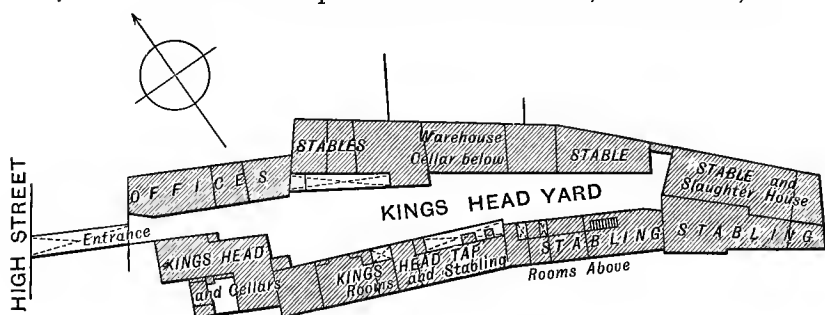 HIGH STREET
Entrance
OFFICES
STABLES
Warehouse
Cellar below
STABLE
STABLE and
Slaughter House
KINGS HEAD YARD
KINGS HEAD
and Cellars
KINGS HEAD TAP
Rooms and Stabling
STABLING
Rooms Above
STABLING